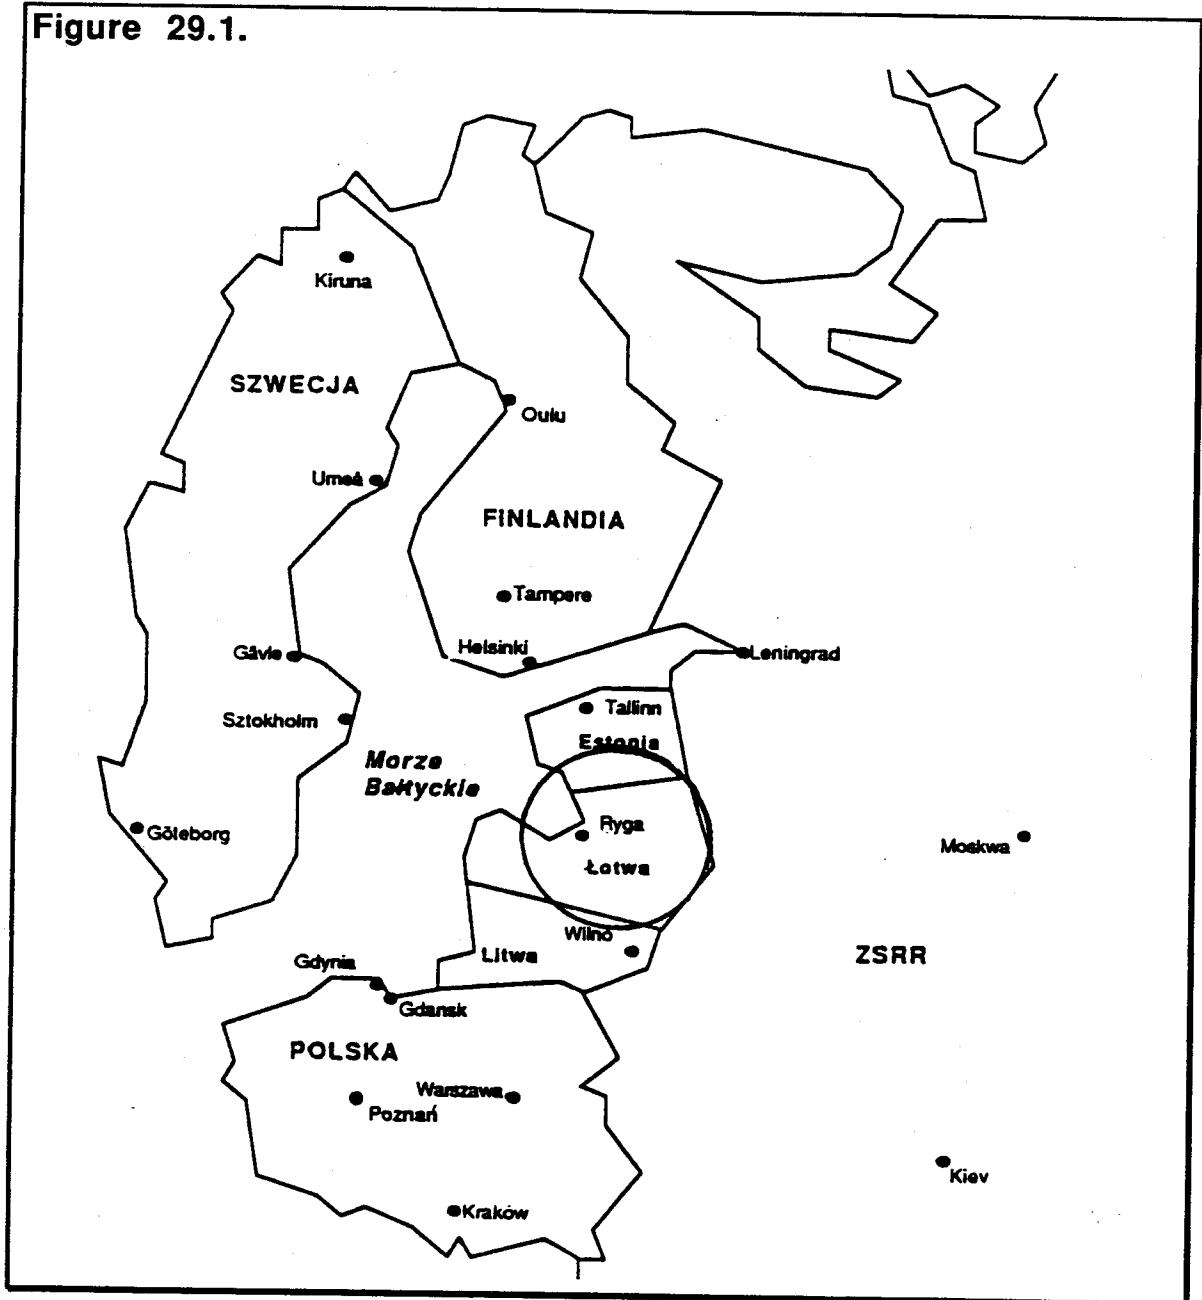 Figure 29.1.
Kiruna
SZWECJA
Oulu
Umeå
FINLANDIA
Tampere
Helsinki
Gävle
Leningrad
Sztokholm
Tallinn
Estonia
Morze
Bałtyckie
Ryga
Göteborg
Moskwa
Łotwa
Wilno
Litwa
ZSRR
Gdynia
Gdansk
POLSKA
Warszawa
Poznań
Kiev
Kraków